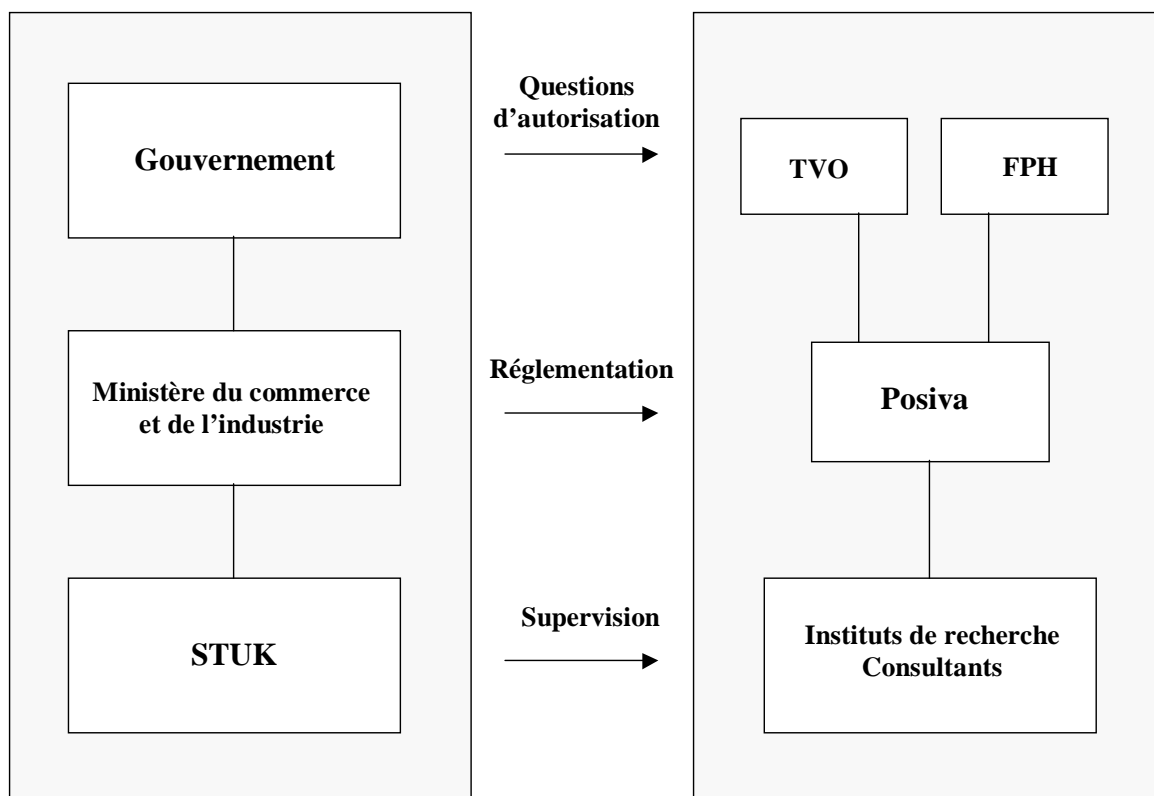 Gouvernement
Ministère du commerce
et de l’industrie
STUK
Questions
d’autorisation
Réglementation
Supervision
TVO
FPH
Posiva
Instituts de recherche
Consultants